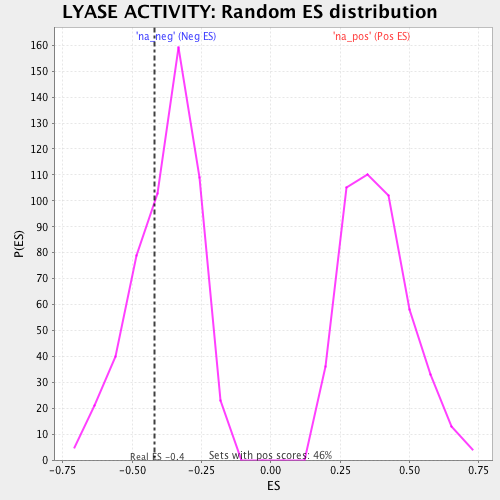 LYASE ACTIVITY: Random ES distribution
'na_neg' (Neg ES) 'na_pos' (Pos ES)
160
150
140
130
120
110
100
90
80
70
60
50
40
30
20
10
0
P(ES)
Real ES -0.4 Sets with pos scores: 46%
-0.75 -0.50 -0.25 0.00 0.25 0.50 0.75
ES